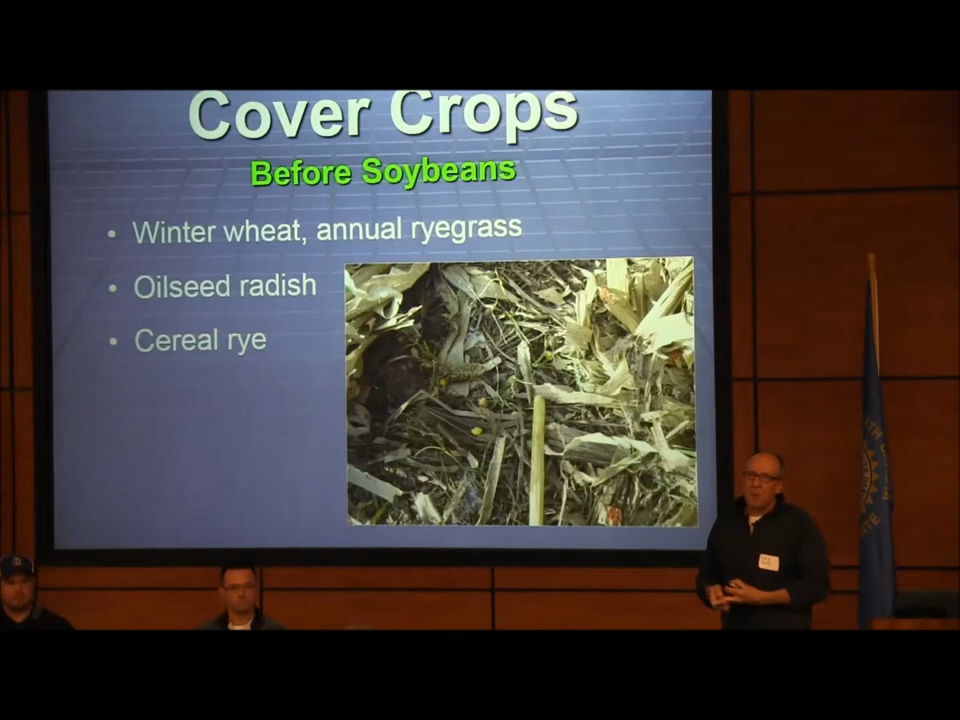 Cover Crops
Before Soybeans
• Winter wheat, annual ryegrass
• Oilseed radish
• Cereal rye